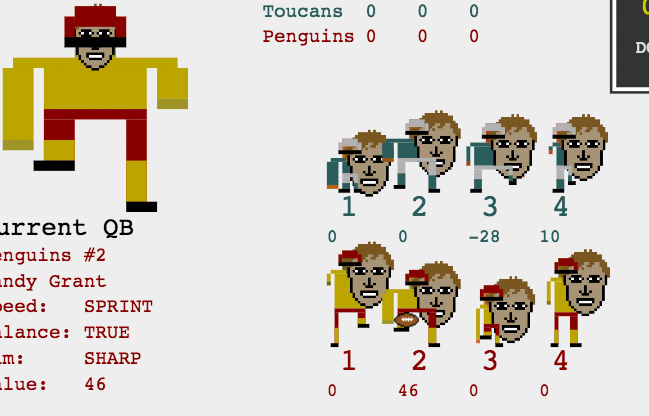 Toucans 0 0 0
Penguins 0 0 0
1 2 3 4
0 0 -28 10
urrent QB
enguins #2
andy Grant
peed: SPRINT
alance: TRUE
im: SHARP
alue: 46
1 2 3 4
0 46 0 0